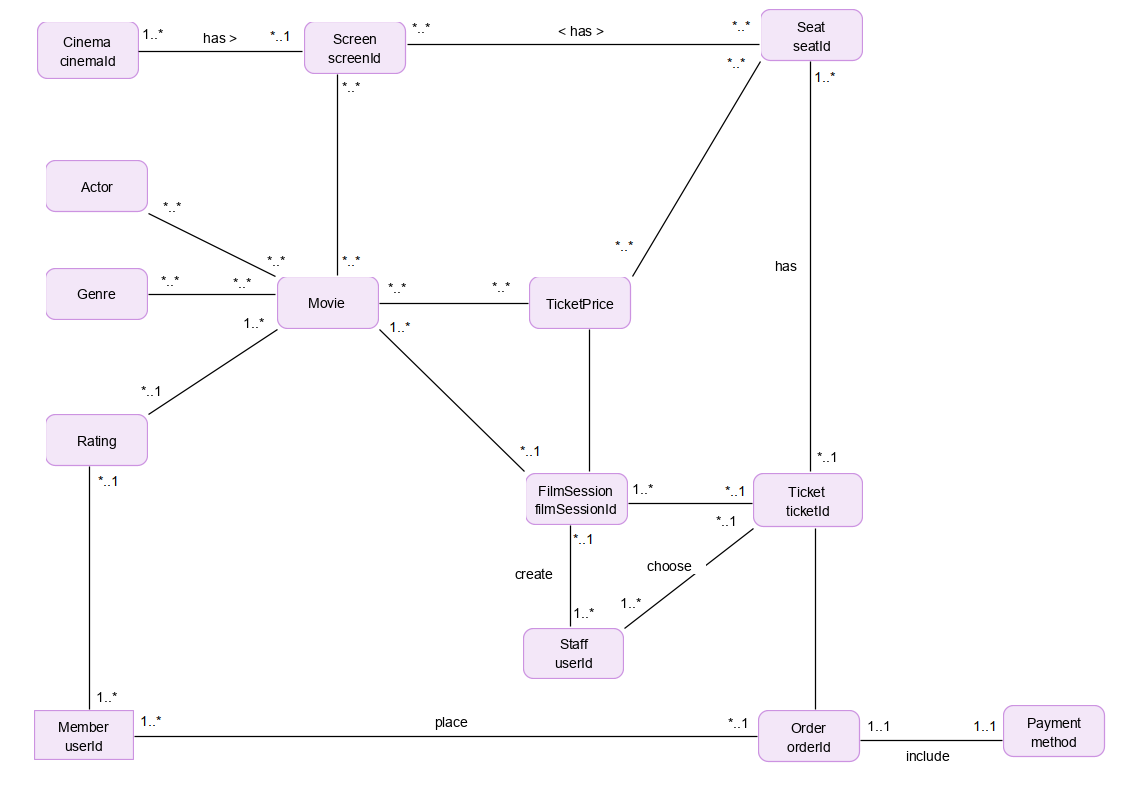 Cinema
cinemaId
1..*
has >
*..1
Screen
screenId
*..*
< has >
*..*
Seat
seatId
*..*
*..*
1..*
Actor
*..*
*..*
*..*
*..*
has
Genre
*..*
*..*
Movie
*..*
*..*
TicketPrice
1..*
1..*
*..1
Rating
*..1
*..1
*..1
FilmSession
filmSessionId
1..*
*..1
Ticket
ticketId
*..1
*..1
create
choose
1..*
1..*
Staff
userId
1..*
Member
userId
1..*
place
*..1
Order
orderId
1..1
1..1
include
Payment
method